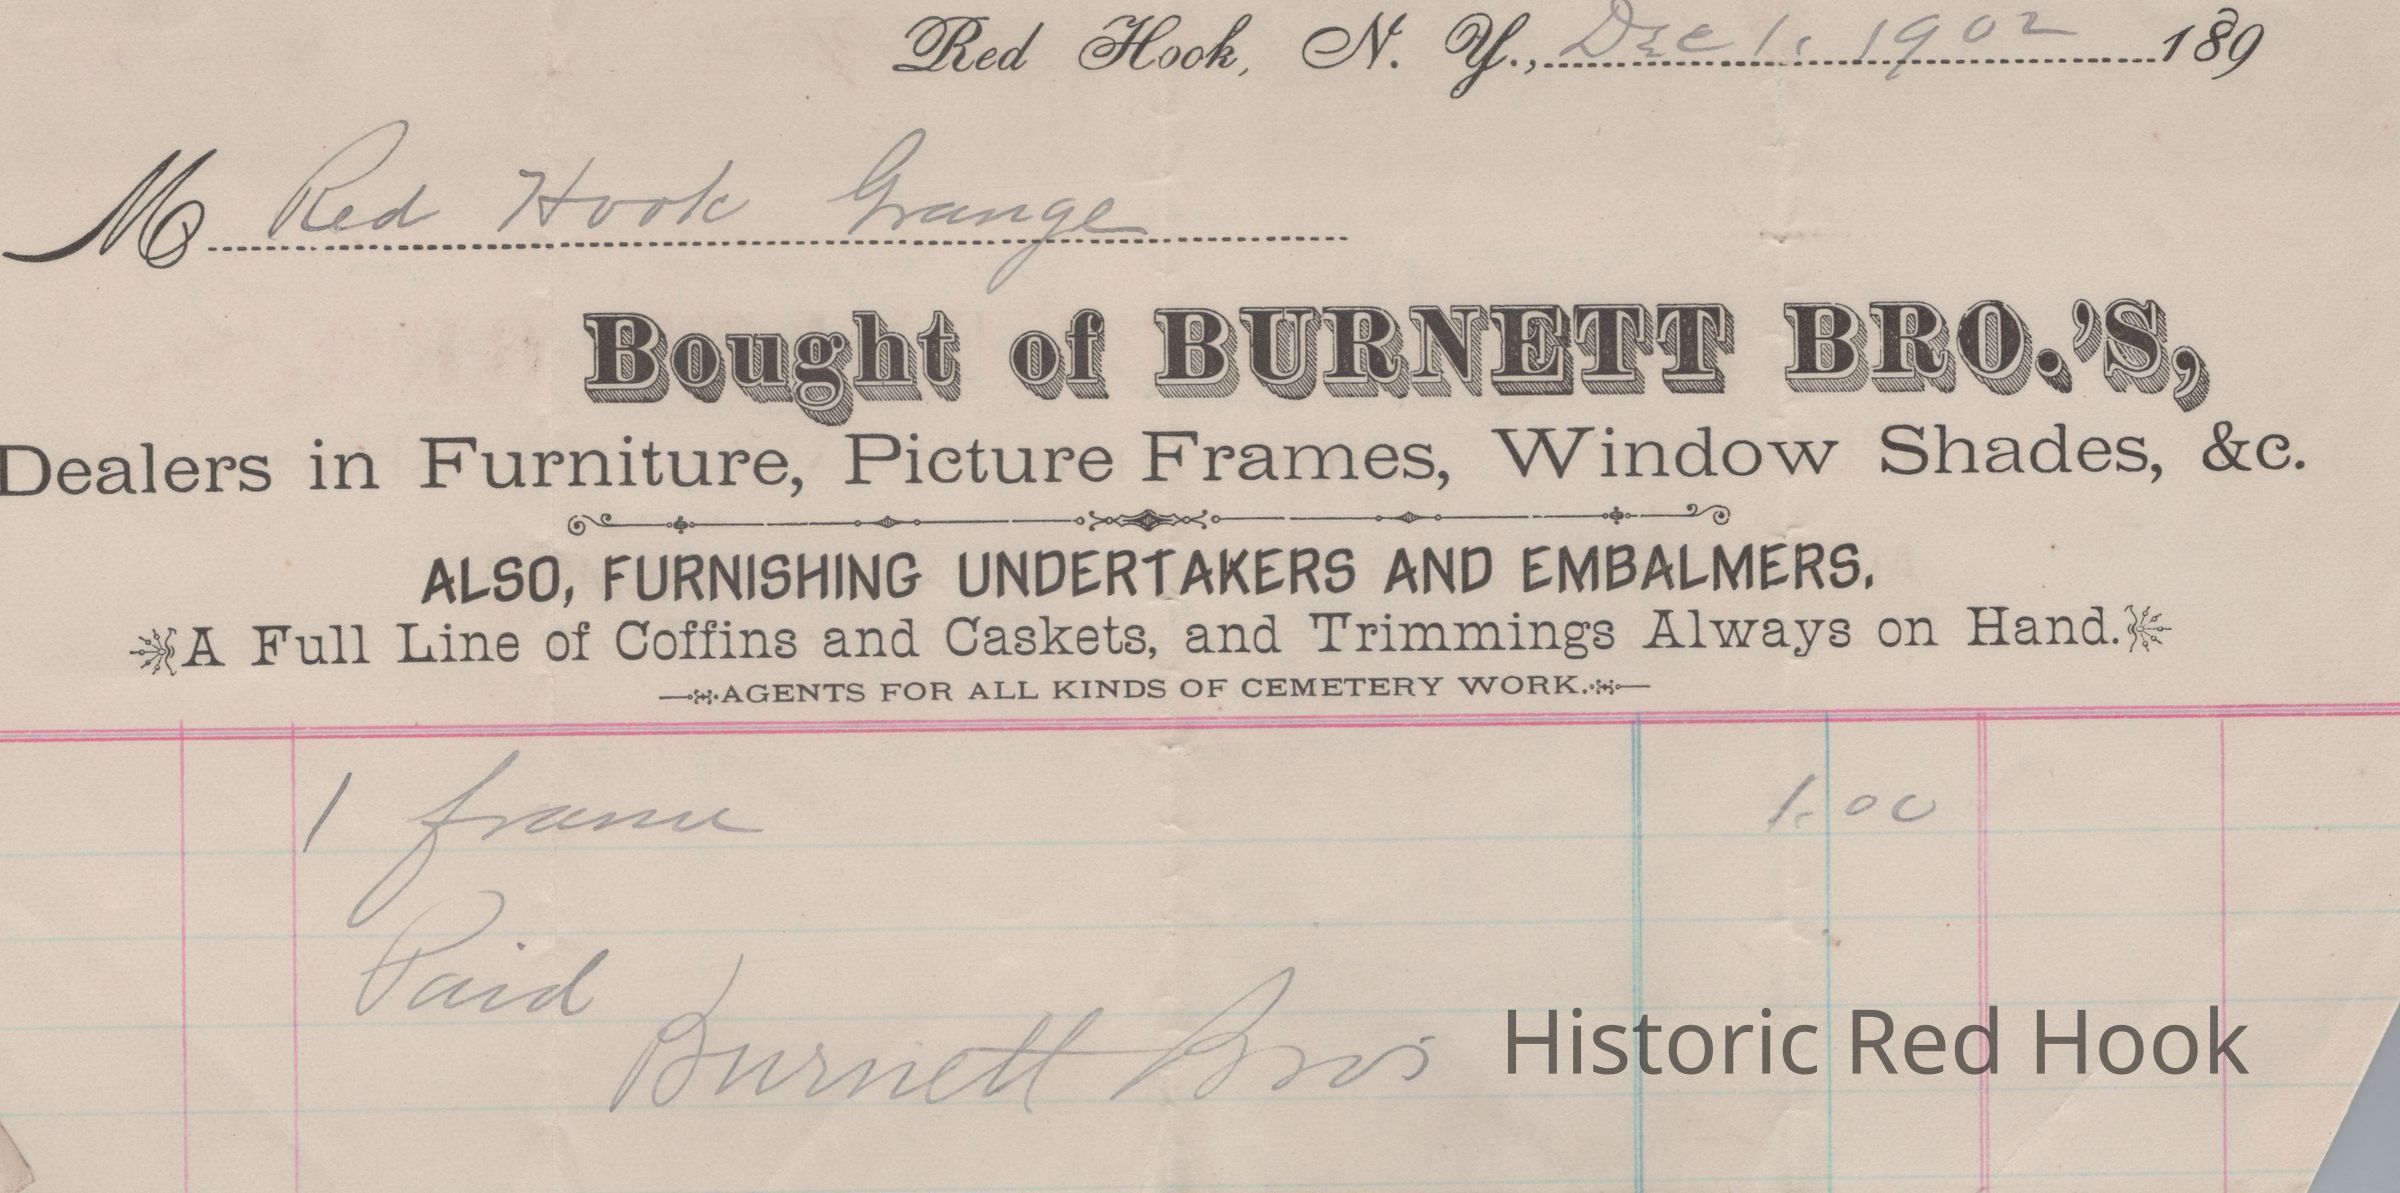 Red Hook, N. Y., Dec 1. 1902 189
M Red Hook Grange
Bought of BURNETT BRO.'S,
Dealers in Furniture, Picture Frames, Window Shades, &c.
ALSO, FURNISHING UNDERTAKERS AND EMBALMERS.
A Full Line of Coffins and Caskets, and Trimmings Always on Hand.
AGENTS FOR ALL KINDS OF CEMETERY WORK.
1 frame 1.00
Paid
Burnett Bros
Historic Red Hook